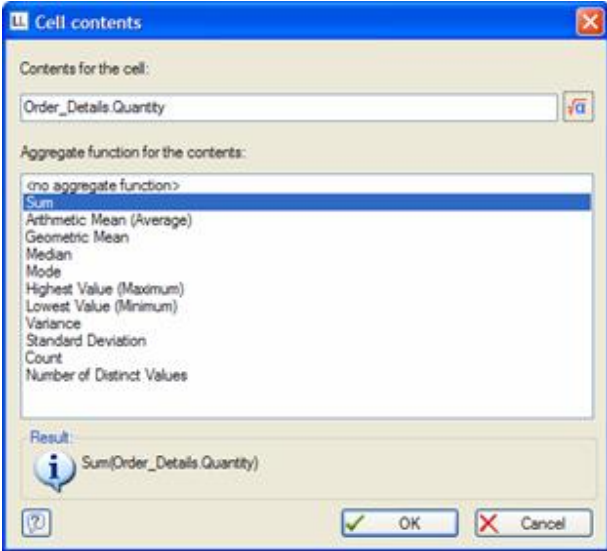 LL Cell contents
Contents for the cell:
Order_Details.Quantity
√α
Aggregate function for the contents:
<no aggregate function>
Sum
Arithmetic Mean (Average)
Geometric Mean
Median
Mode
Highest Value (Maximum)
Lowest Value (Minimum)
Variance
Standard Deviation
Count
Number of Distinct Values
Result:
Sum(Order_Details.Quantity)
? OK Cancel